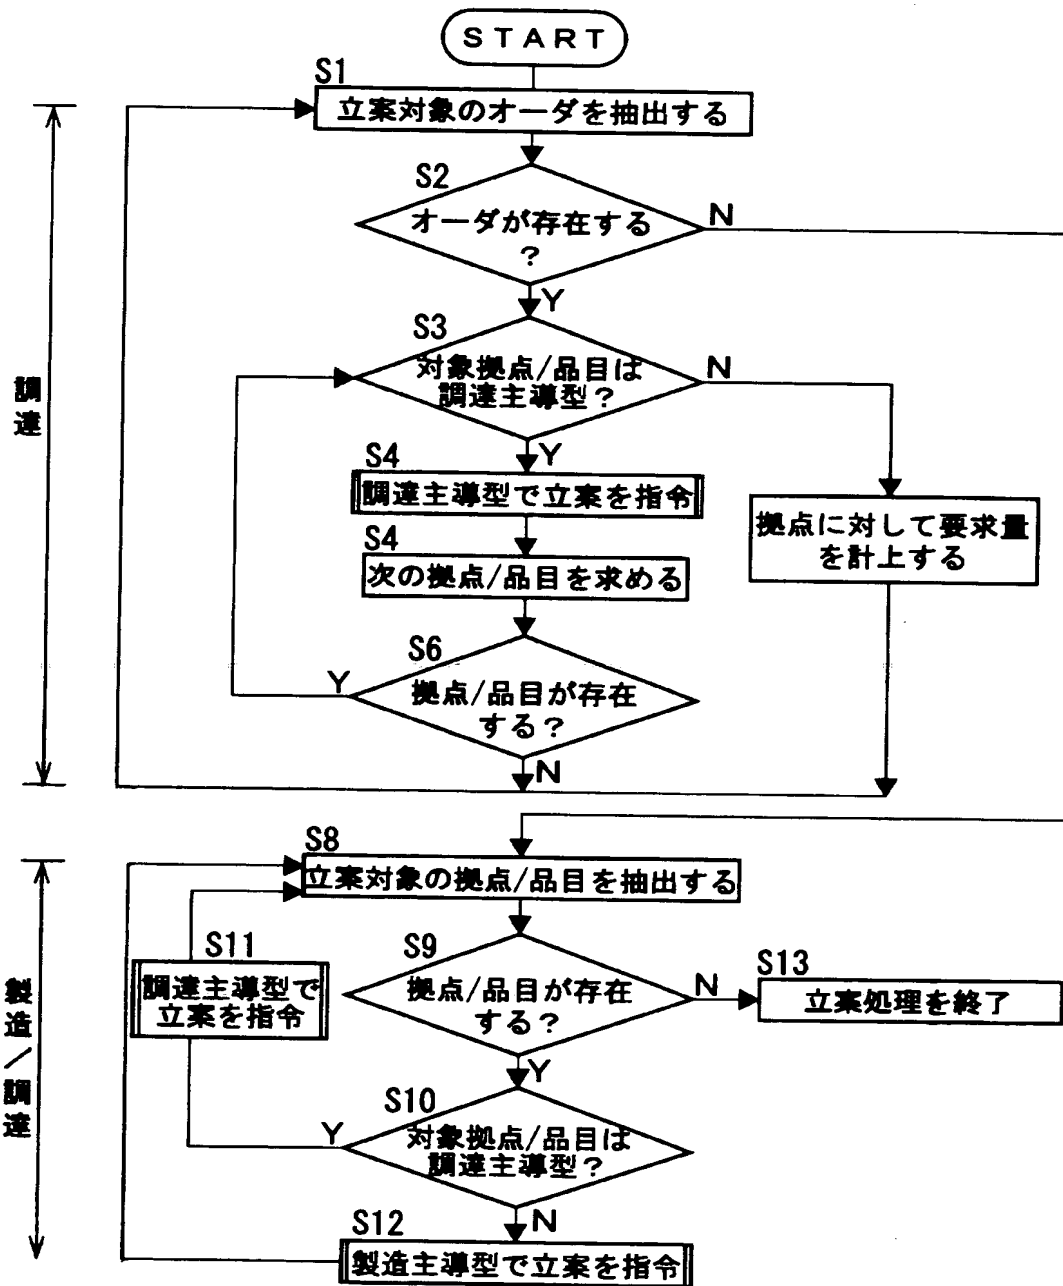 START
S1
立案対象のオーダを抽出する
S2
オーダが存在する
?
N
Y
S3
対象拠点/品目は
調達主導型?
N
Y
S4
調達主導型で立案を指令
拠点に対して要求量
を計上する
S4
次の拠点/品目を求める
S6
拠点/品目が存在
する?
Y
N
調達
S8
立案対象の拠点/品目を抽出する
S11
調達主導型で
立案を指令
S9
拠点/品目が存在
する?
N
S13
立案処理を終了
Y
S10
対象拠点/品目は
調達主導型?
Y
N
S12
製造主導型で立案を指令
製造/調達